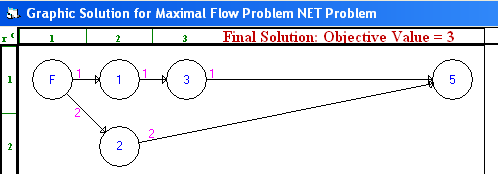 Graphic Solution for Maximal Flow Problem NET Problem
r c 1 2 3 Final Solution: Objective Value = 3
1 F 1 1 1 3 1 5
2
2 2 2